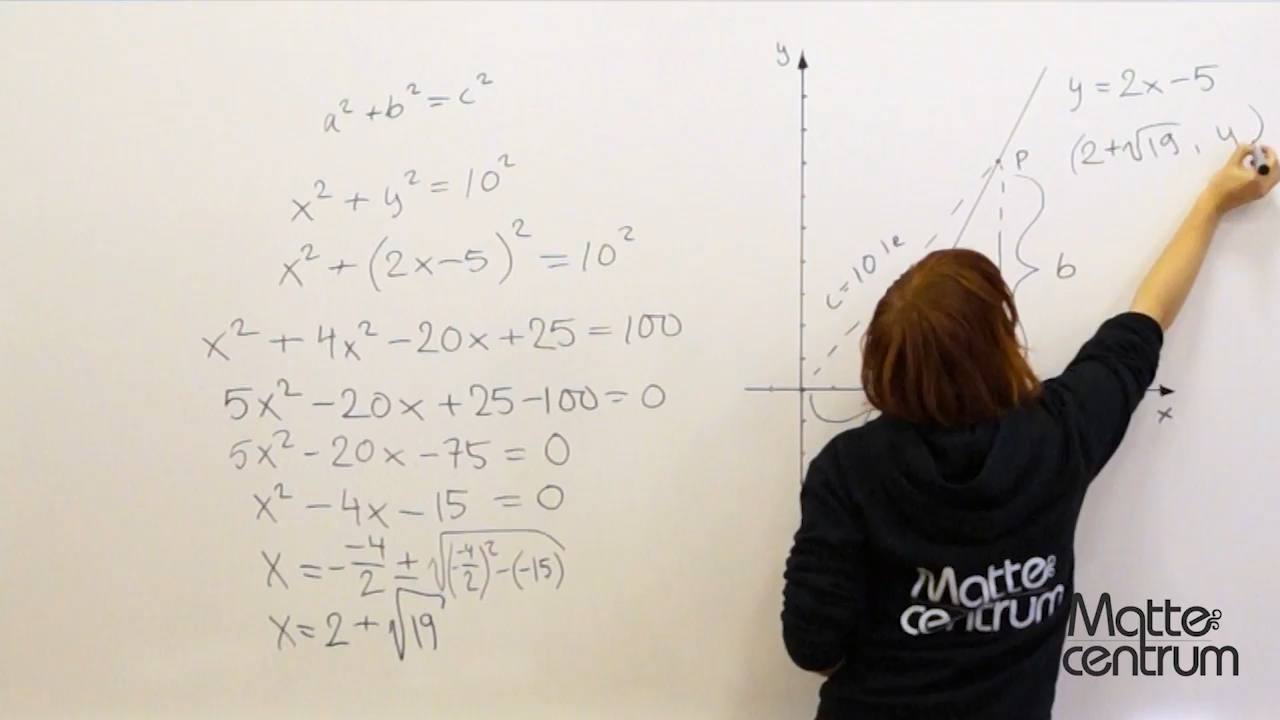 a² + b² = c²
x² + y² = 10²
x² + (2x-5)² = 10²
x² + 4x² - 20x + 25 = 100
5x² - 20x + 25 - 100 = 0
5x² - 20x - 75 = 0
x² - 4x - 15 = 0
x = - -4/2 ± √((-4/2)² - (-15))
x = 2 + √19
y
y = 2x - 5
P
(2+√19, y)
c = 10 le
b
x
Matte centrum
Matte
centrum